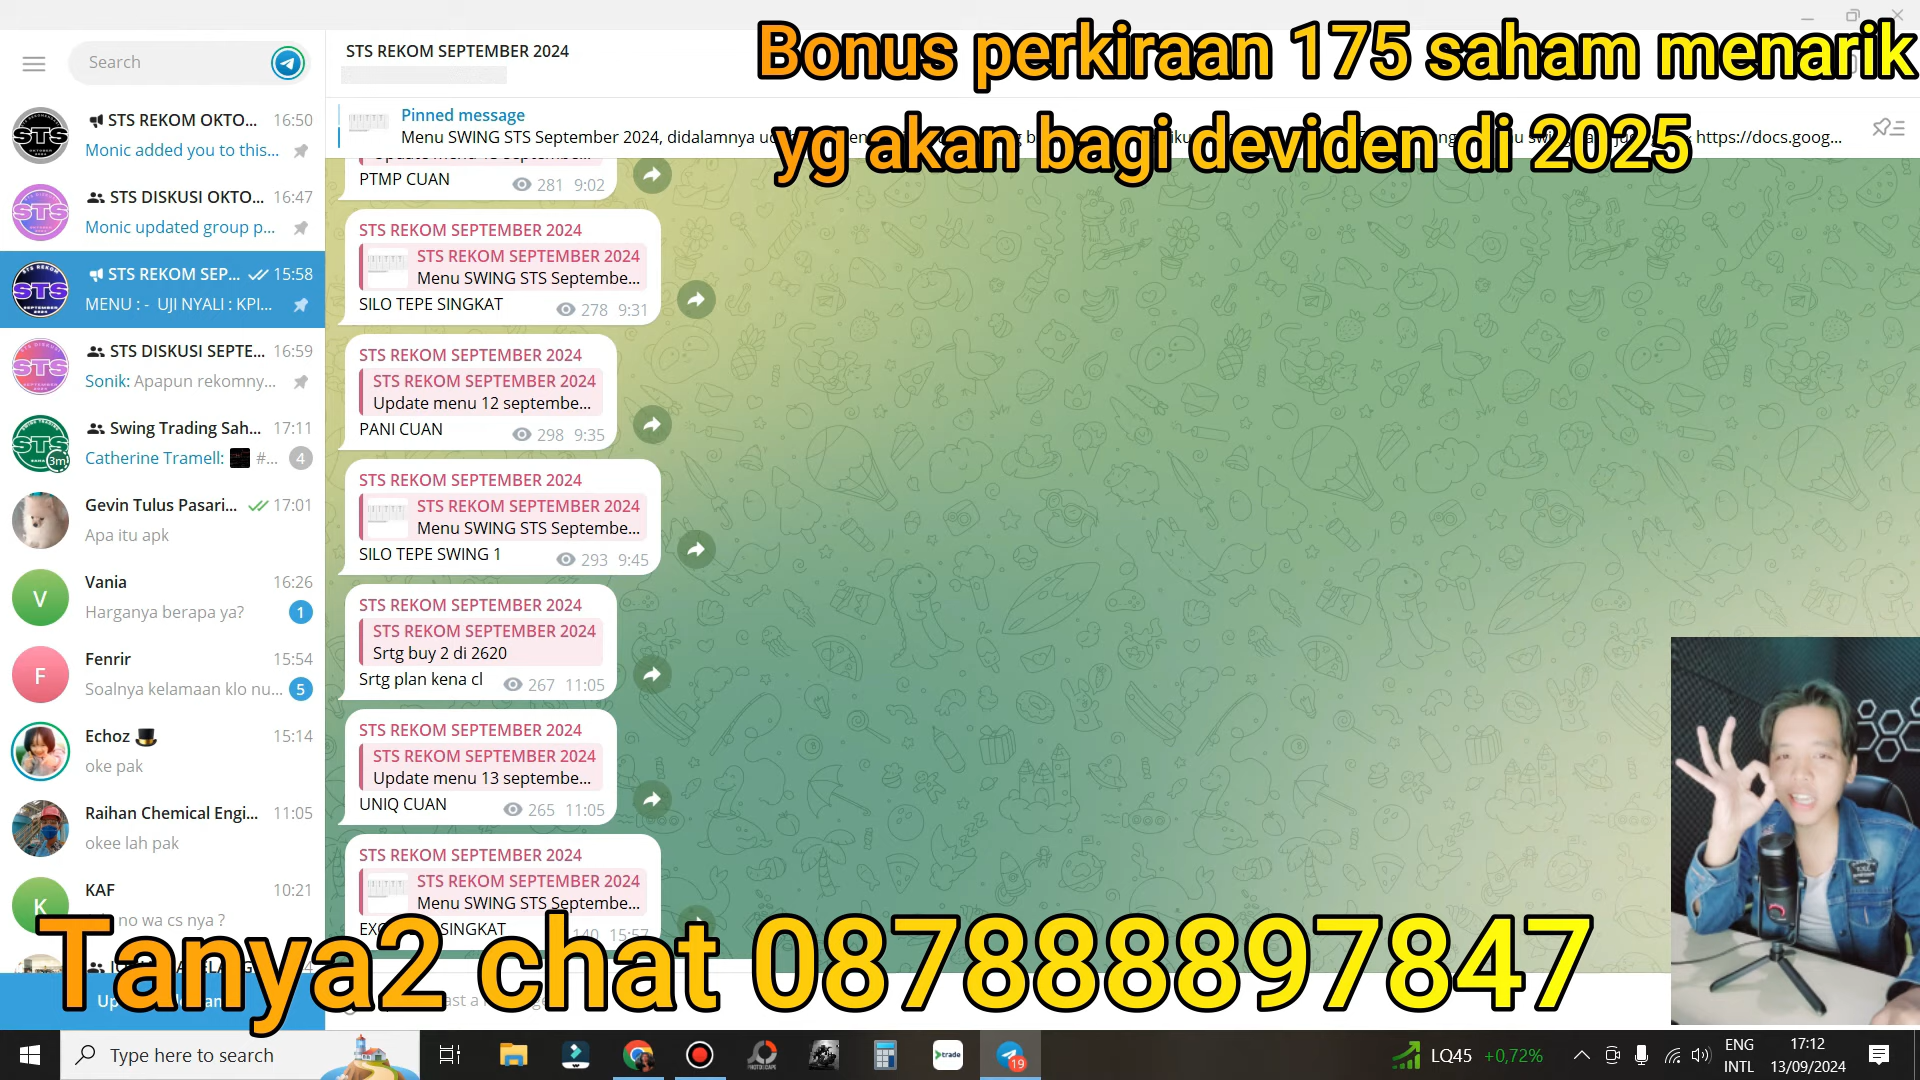 Bonus perkiraan 175 saham menarik
yg akan bagi deviden di 2025
Search
STS REKOM SEPTEMBER 2024
Pinned message
Menu SWING STS September 2024, didalamnya
https://docs.goog...
STS REKOM OKTO... 16:50
Monic added you to this...
STS DISKUSI OKTO... 16:47
Monic updated group p...
STS REKOM SEP... 15:58
MENU : - UJI NYALI : KPI...
STS DISKUSI SEPTE... 16:59
Sonik: Apapun rekomny...
Swing Trading Sah... 17:11
Catherine Tramell: #... 4
Gevin Tulus Pasari... 17:01
Apa itu apk
Vania 16:26
Harganya berapa ya? 1
Fenrir 15:54
Soalnya kelamaan klo nu... 5
Echoz 15:14
oke pak
Raihan Chemical Engi... 11:05
okee lah pak
KAF 10:21
no wa cs nya ?
PTMP CUAN 281 9:02
STS REKOM SEPTEMBER 2024
STS REKOM SEPTEMBER 2024
Menu SWING STS Septembe...
SILO TEPE SINGKAT 278 9:31
STS REKOM SEPTEMBER 2024
STS REKOM SEPTEMBER 2024
Update menu 12 septembe...
PANI CUAN 298 9:35
STS REKOM SEPTEMBER 2024
STS REKOM SEPTEMBER 2024
Menu SWING STS Septembe...
SILO TEPE SWING 1 293 9:45
STS REKOM SEPTEMBER 2024
STS REKOM SEPTEMBER 2024
Srtg buy 2 di 2620
Srtg plan kena cl 267 11:05
STS REKOM SEPTEMBER 2024
STS REKOM SEPTEMBER 2024
Update menu 13 septembe...
UNIQ CUAN 265 11:05
STS REKOM SEPTEMBER 2024
STS REKOM SEPTEMBER 2024
Menu SWING STS Septembe...
SINGKAT 140 15:57
Tanya2 chat 087888897847
Type here to search
trade
19
LQ45 +0,72%
ENG
INTL
17:12
13/09/2024